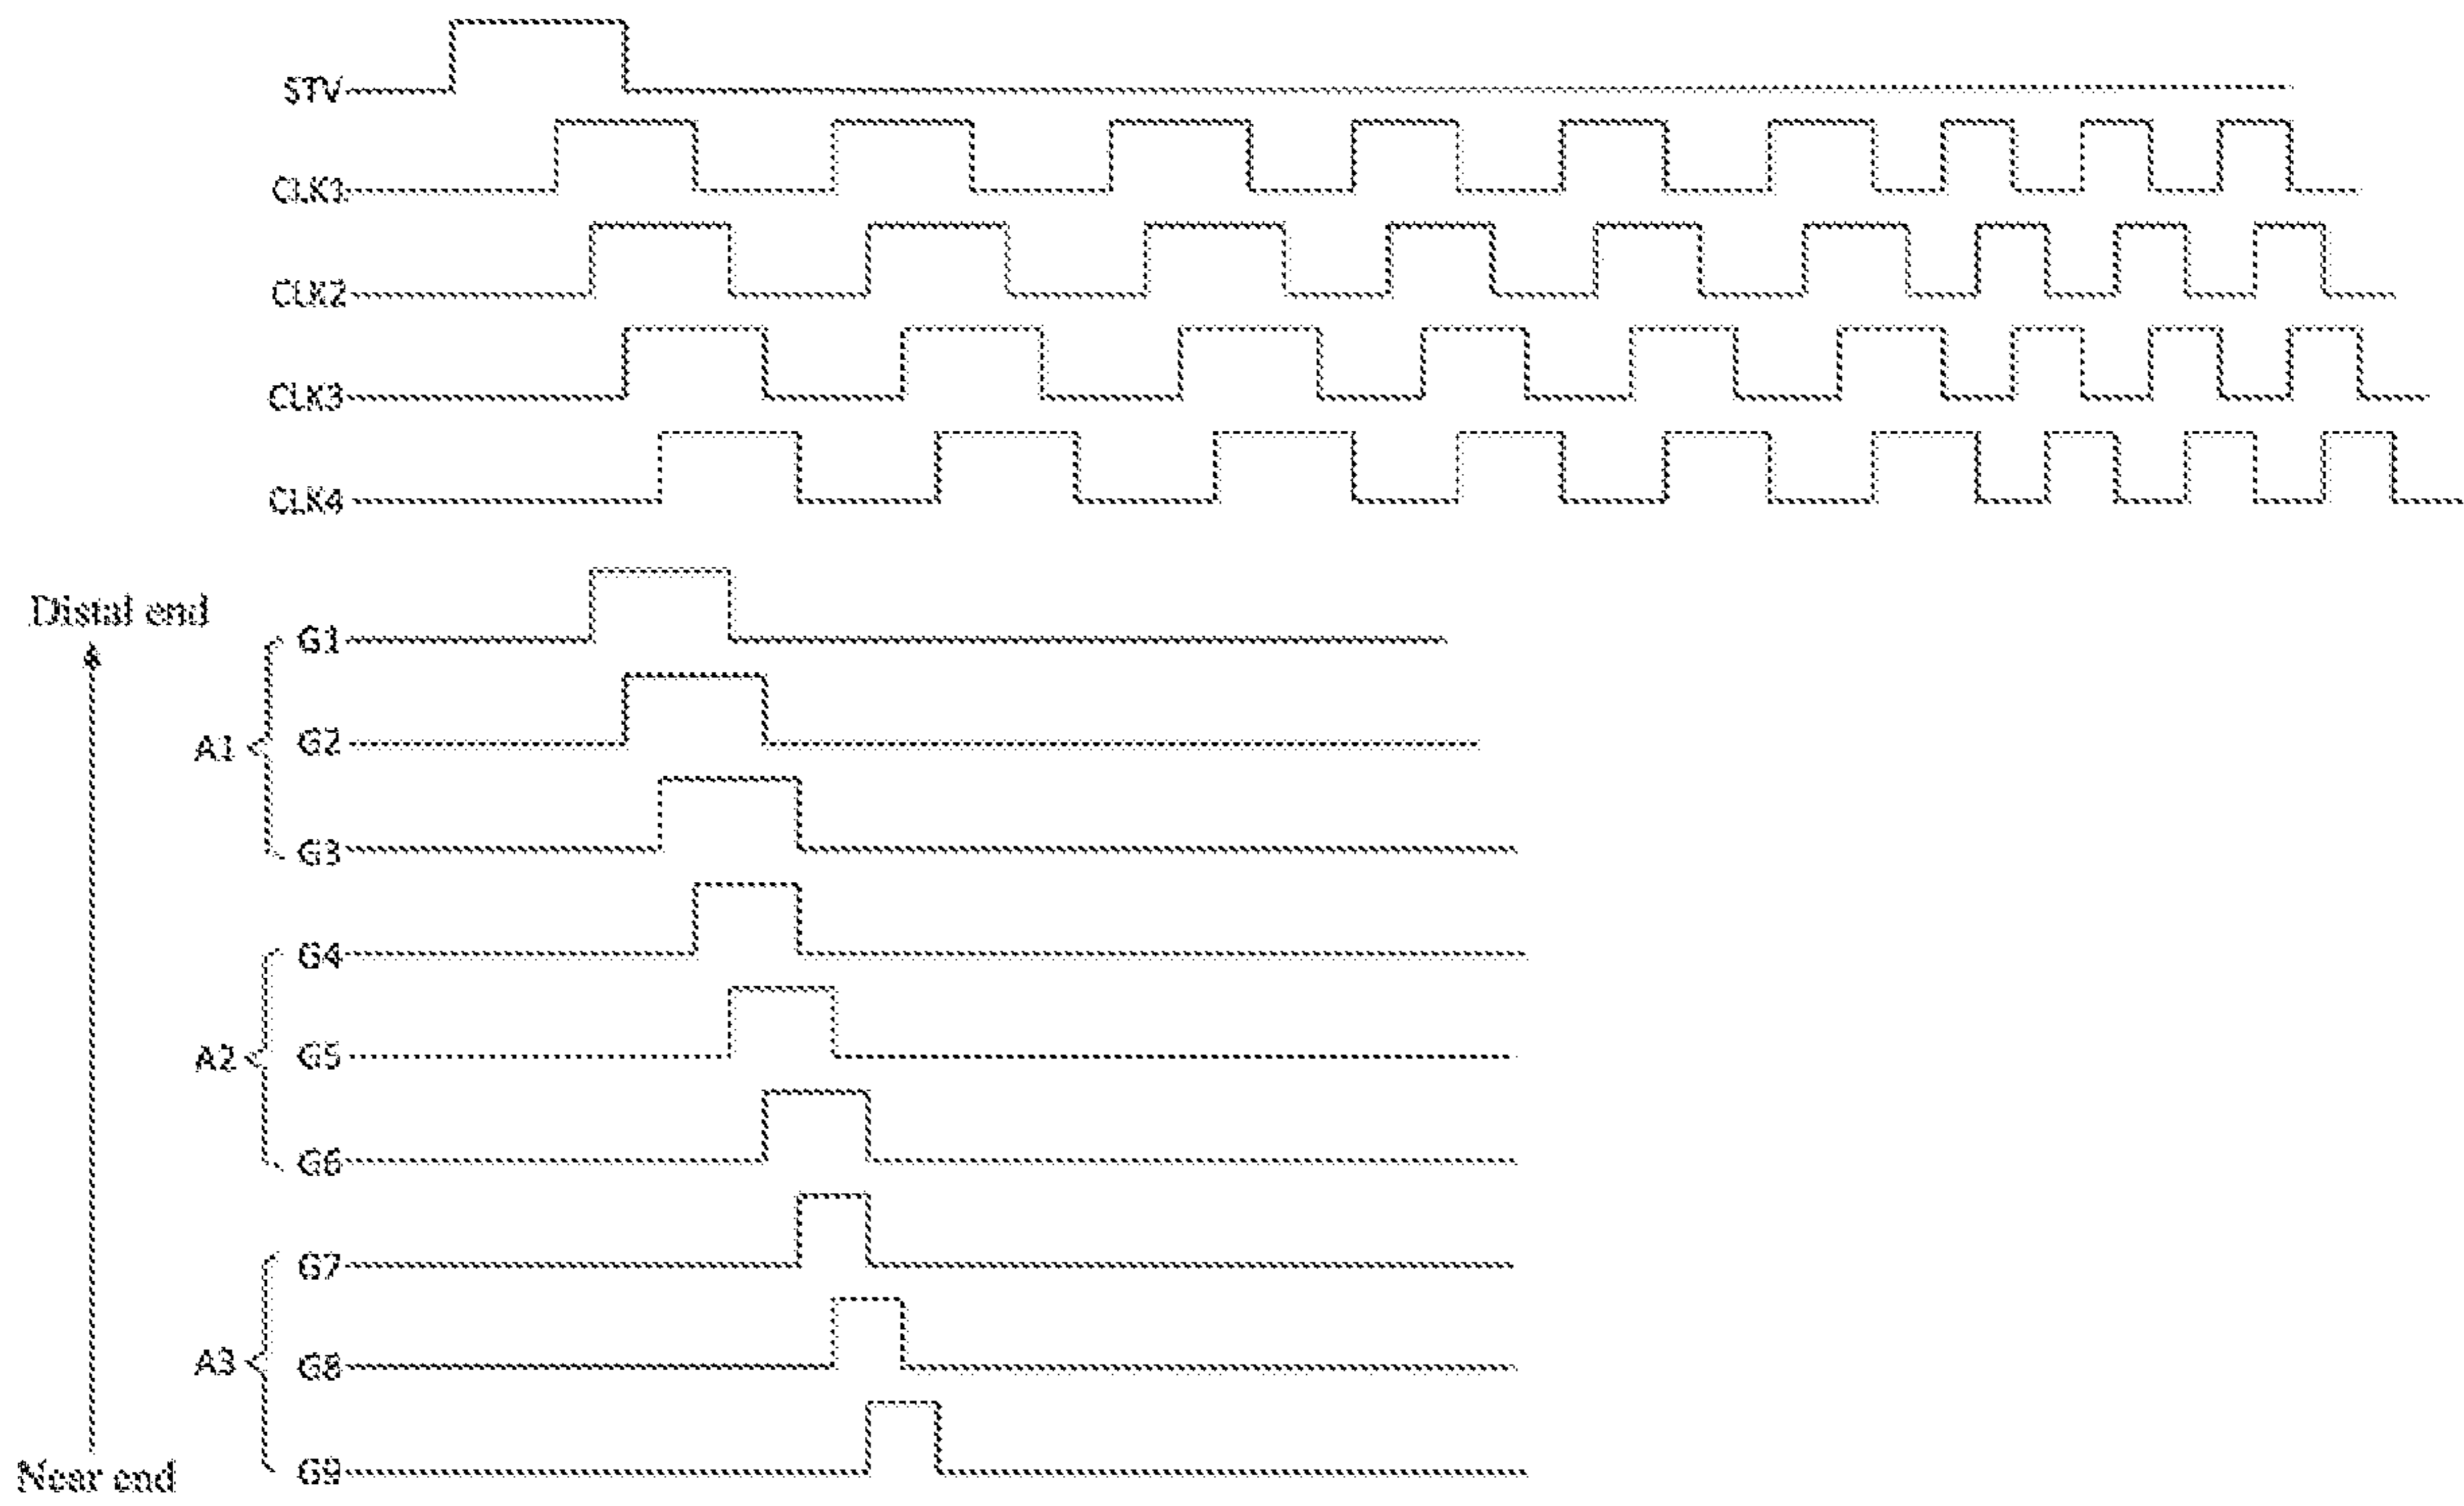 STV
CLK1
CLK2
CLK3
CLK4
Distal end
G1
A1
G2
G3
G4
A2
G5
G6
G7
A3
G8
G9
Near end